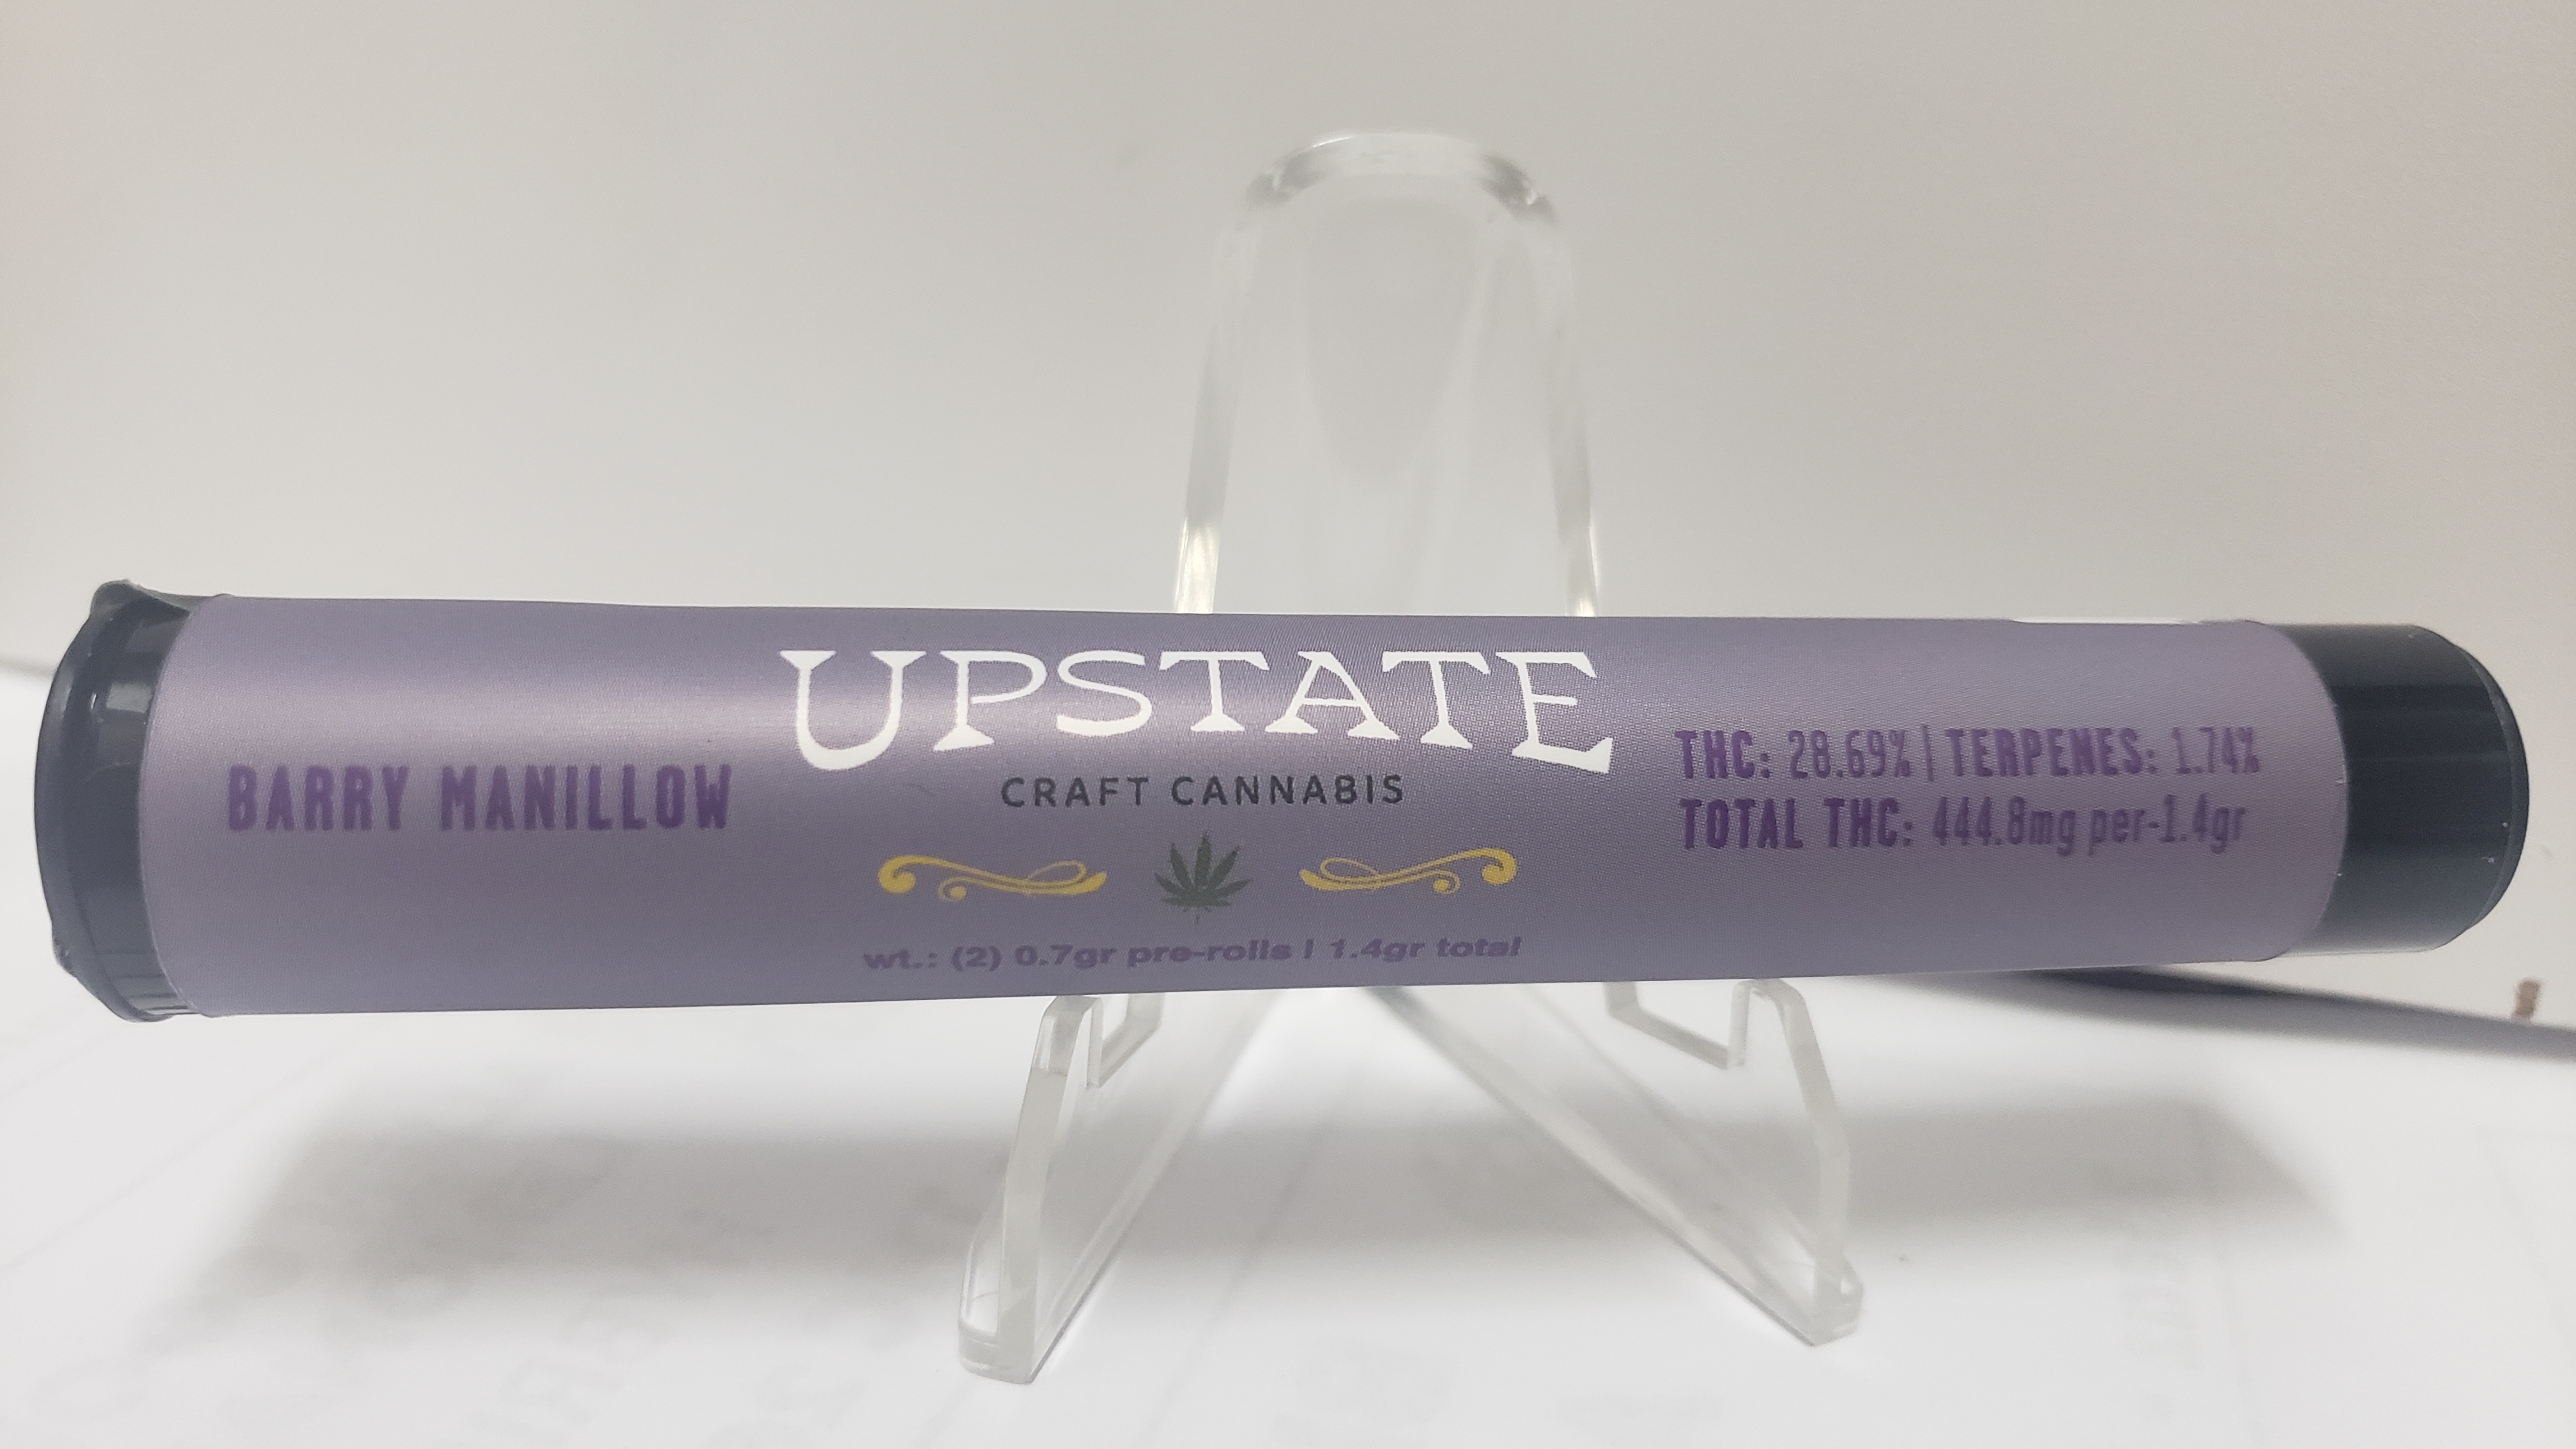 BARRY MANILLOW
UPSTATE
CRAFT CANNABIS
wt.: (2) 0.7gr pre-rolls | 1.4gr total
THC: 28.69% | TERPENES: 1.74%
TOTAL THC: 444.8mg per-1.4gr